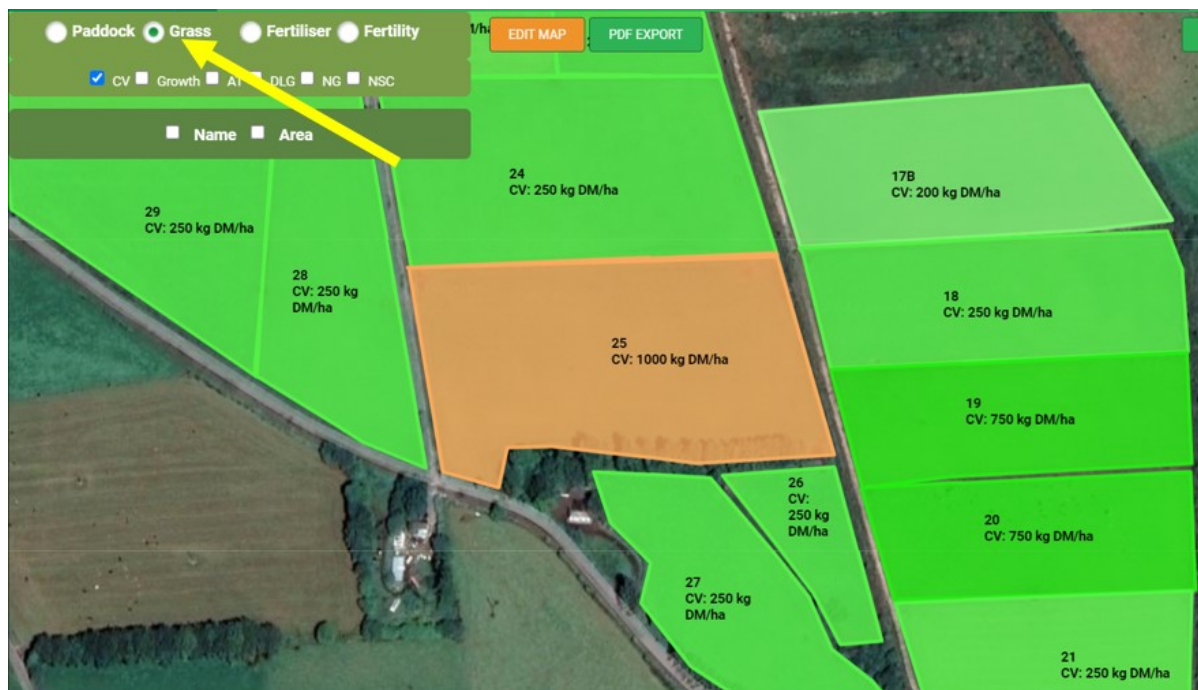 Paddock Grass Fertiliser Fertility
EDIT MAP
PDF EXPORT
CV Growth DLG NG NSC
Name Area
24
CV: 250 kg DM/ha
17B
CV: 200 kg DM/ha
29
CV: 250 kg DM/ha
28
CV: 250 kg
DM/ha
18
CV: 250 kg DM/ha
25
CV: 1000 kg DM/ha
19
CV: 750 kg DM/ha
26
CV:
250 kg
DM/ha
20
CV: 750 kg DM/ha
27
CV: 250 kg
DM/ha
21
CV: 250 kg DM/ha